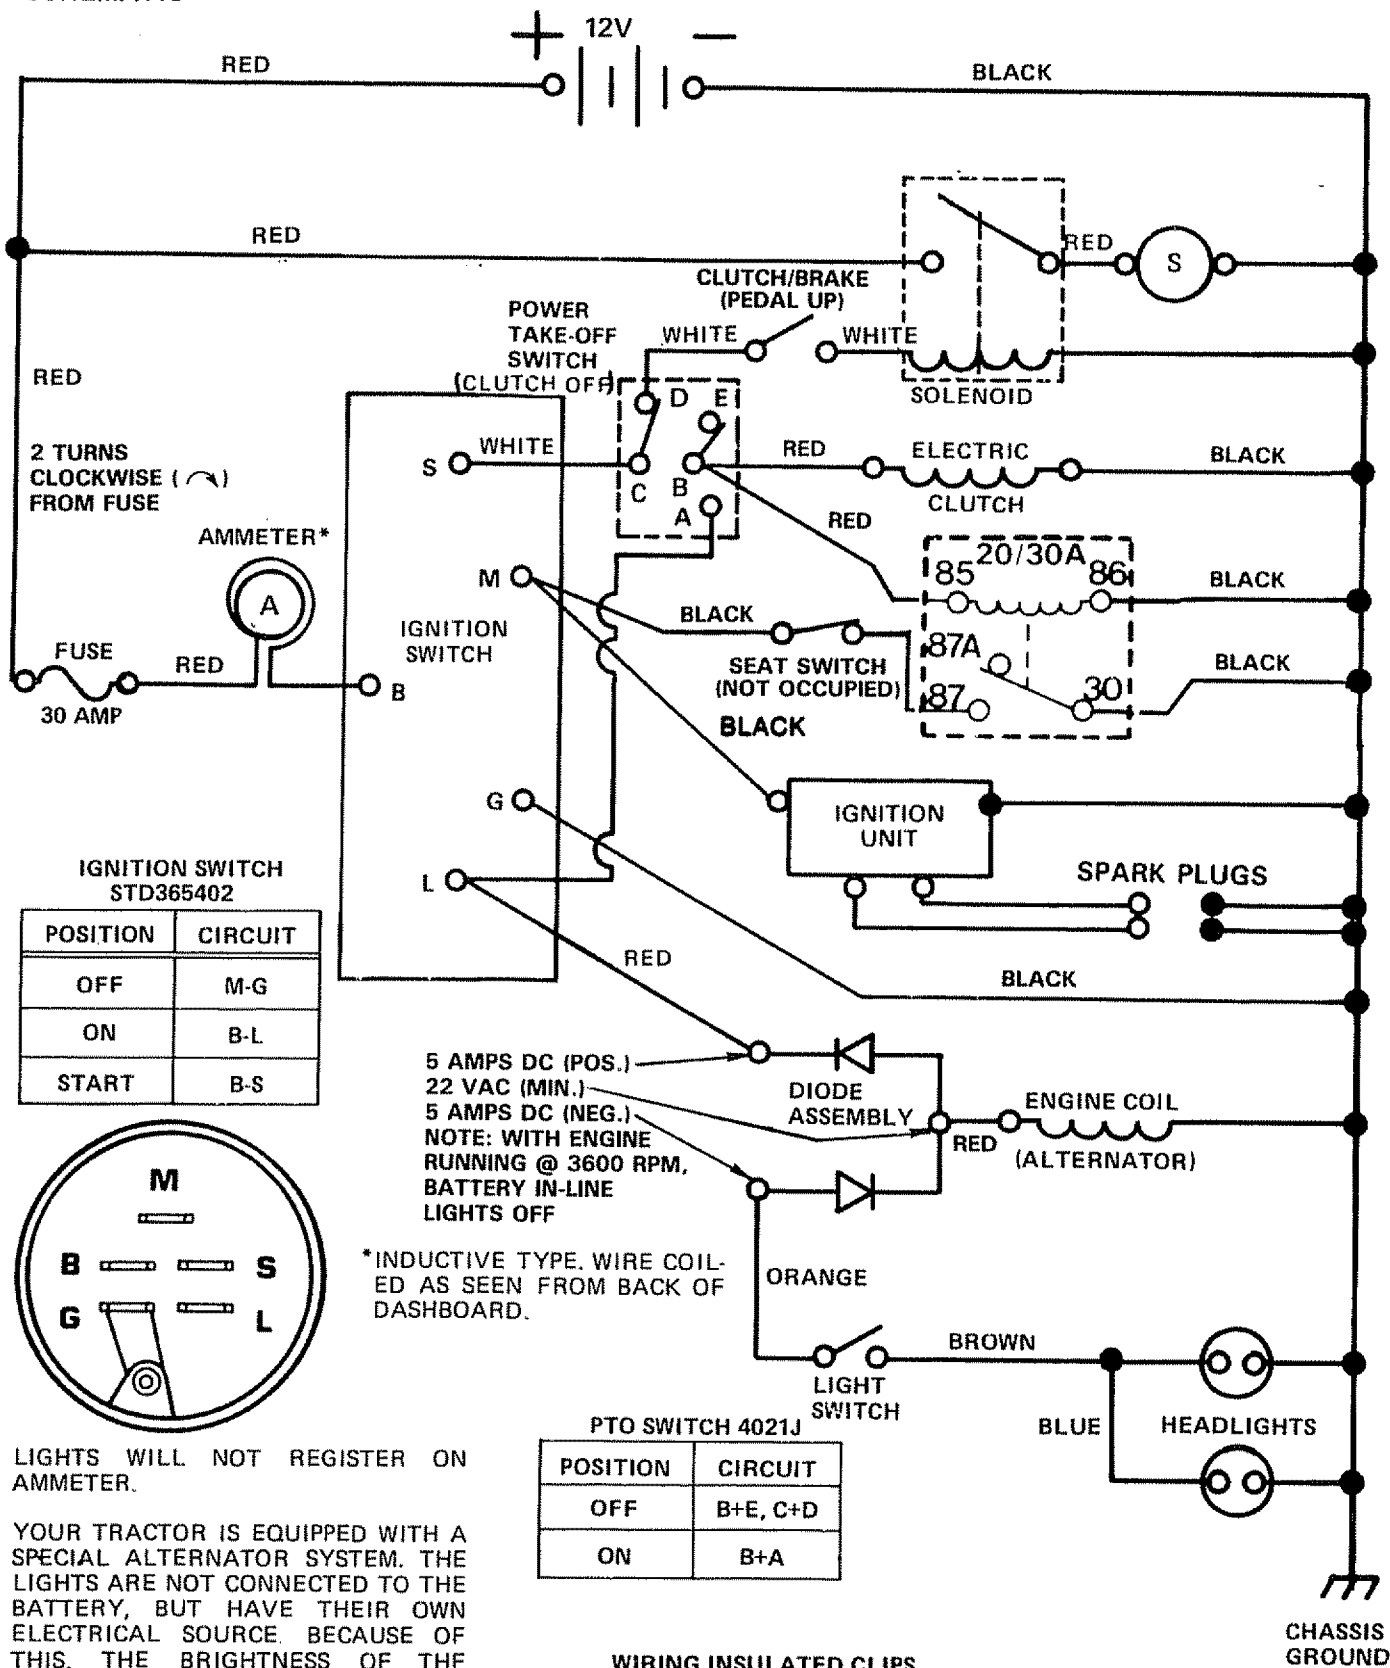 12V
RED
BLACK
RED
RED
S
CLUTCH/BRAKE
(PEDAL UP)
POWER
TAKE-OFF
SWITCH
(CLUTCH OFF)
WHITE
WHITE
SOLENOID
RED
2 TURNS
CLOCKWISE ( )
FROM FUSE
D
E
S
WHITE
C
B
A
RED
ELECTRIC
CLUTCH
BLACK
RED
AMMETER*
A
M
20/30A
85
86
BLACK
IGNITION
SWITCH
BLACK
SEAT SWITCH
(NOT OCCUPIED)
87A
87
30
BLACK
FUSE
30 AMP
RED
B
BLACK
G
IGNITION
UNIT
SPARK PLUGS
L
RED
BLACK
IGNITION SWITCH
STD365402
POSITION CIRCUIT
OFF M-G
ON B-L
START B-S
5 AMPS DC (POS.)
22 VAC (MIN.)
5 AMPS DC (NEG.)
NOTE: WITH ENGINE
RUNNING @ 3600 RPM,
BATTERY IN-LINE
LIGHTS OFF
DIODE
ASSEMBLY
RED
ENGINE COIL
(ALTERNATOR)
M
B
S
G
L
*INDUCTIVE TYPE. WIRE COIL-
ED AS SEEN FROM BACK OF
DASHBOARD.
ORANGE
LIGHT
SWITCH
BROWN
BLUE
HEADLIGHTS
PTO SWITCH 4021J
POSITION CIRCUIT
OFF B+E, C+D
ON B+A
LIGHTS WILL NOT REGISTER ON
AMMETER.
YOUR TRACTOR IS EQUIPPED WITH A
SPECIAL ALTERNATOR SYSTEM. THE
LIGHTS ARE NOT CONNECTED TO THE
BATTERY, BUT HAVE THEIR OWN
ELECTRICAL SOURCE. BECAUSE OF
THIS, THE BRIGHTNESS OF THE
WIRING INSULATED CLIPS
CHASSIS
GROUND